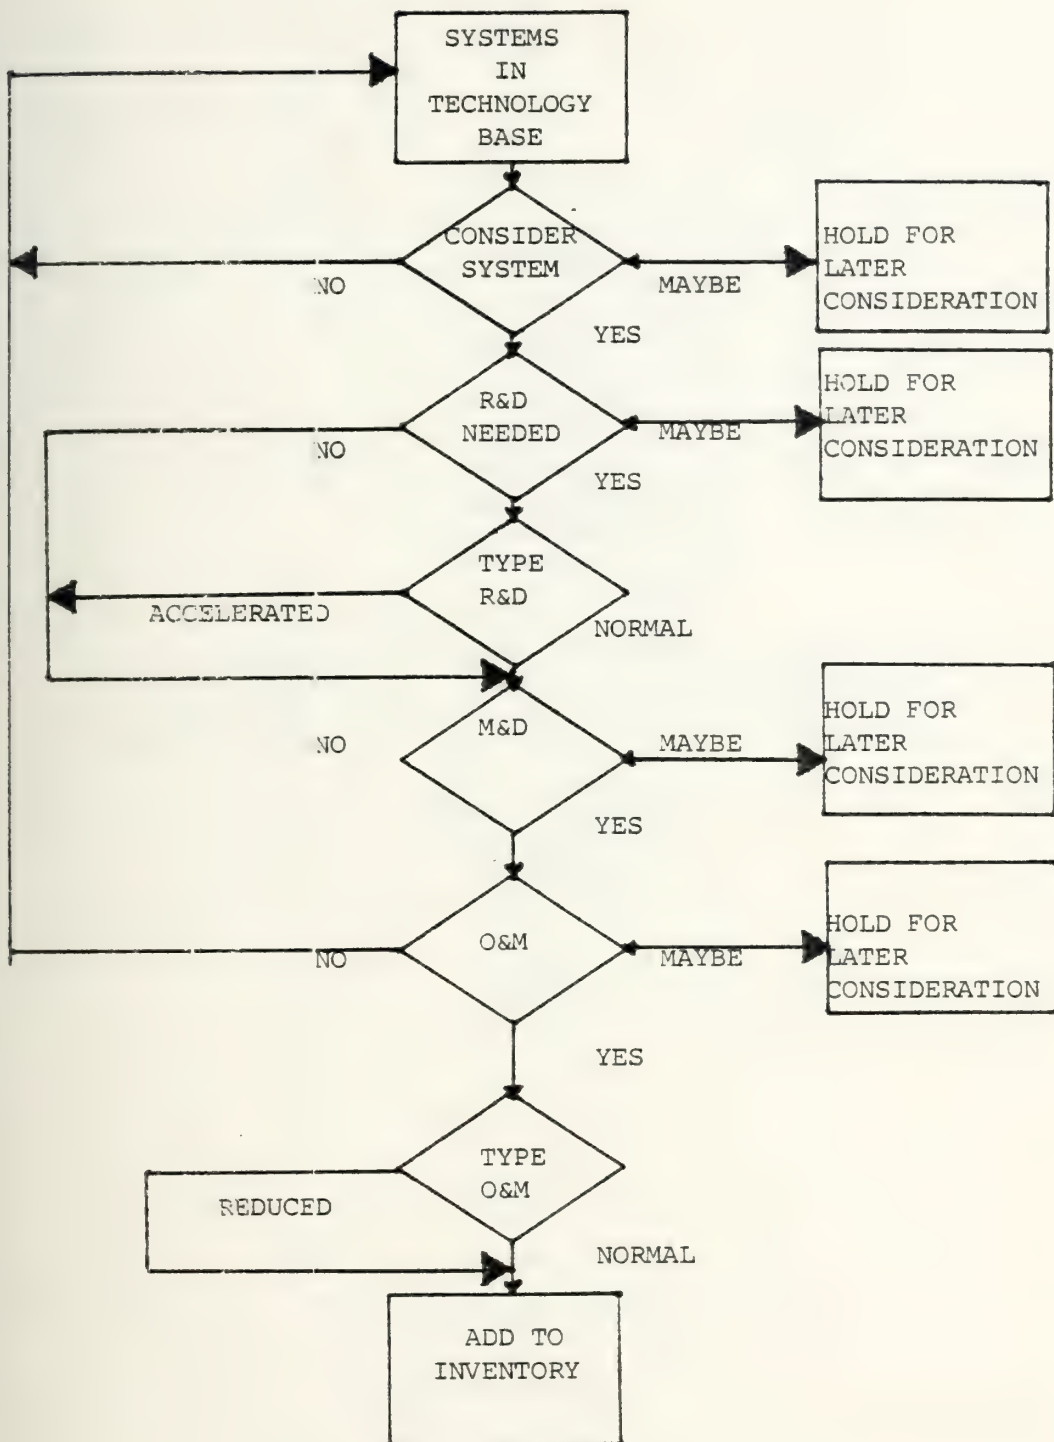 SYSTEMS
IN
TECHNOLOGY
BASE
CONSIDER
SYSTEM
NO
MAYBE
HOLD FOR
LATER
CONSIDERATION
YES
R&D
NEEDED
NO
MAYBE
HOLD FOR
LATER
CONSIDERATION
YES
TYPE
R&D
ACCELERATED
NORMAL
M&D
NO
MAYBE
HOLD FOR
LATER
CONSIDERATION
YES
O&M
NO
MAYBE
HOLD FOR
LATER
CONSIDERATION
YES
TYPE
O&M
REDUCED
NORMAL
ADD TO
INVENTORY